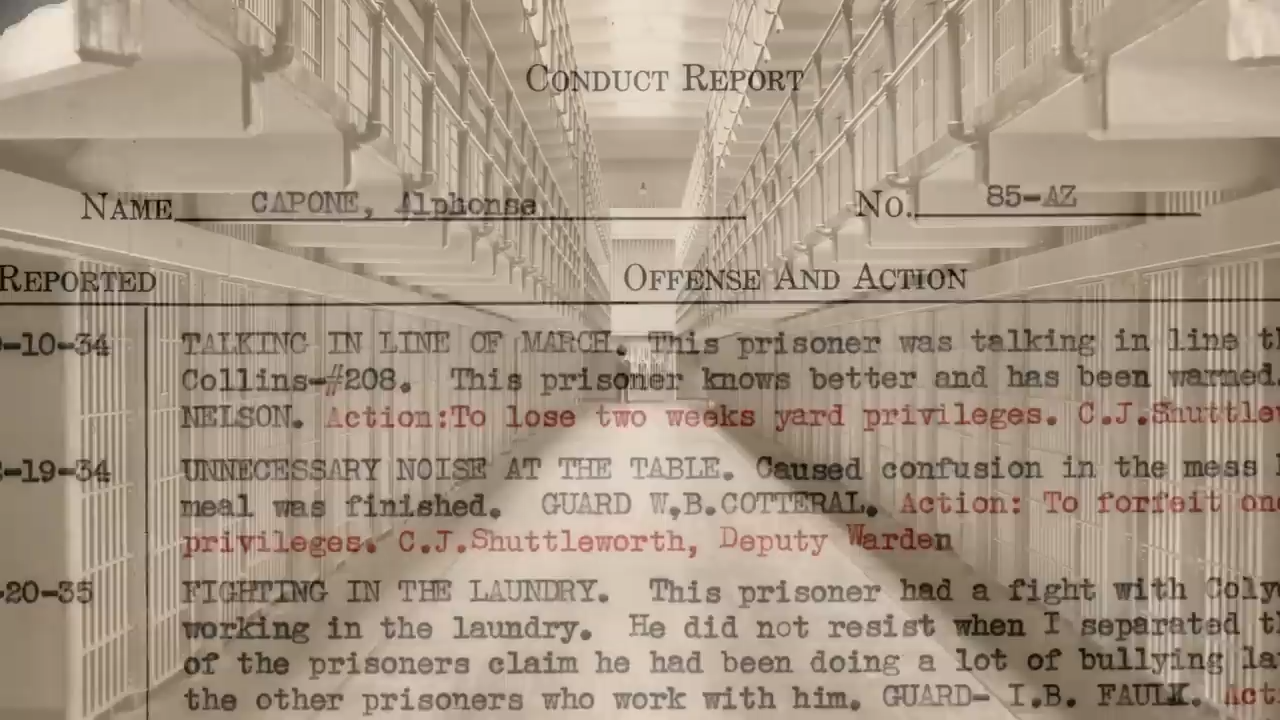 CONDUCT REPORT
NAME CAPONE, Alphonse No. 85-AZ
REPORTED OFFENSE AND ACTION
-10-34 TALKING IN LINE OF MARCH. This prisoner was talking in line
Collins-#208. This prisoner knows better and has been warned.
NELSON. Action:To lose two weeks yard privileges. C.J.Shuttlew
-19-34 UNNECESSARY NOISE AT THE TABLE. Caused confusion in the mess
meal was finished. GUARD W.B.COTTERAL. Action: To forfeit
privileges. C.J.Shuttleworth, Deputy Warden
-20-35 FIGHTING IN THE LAUNDRY. This prisoner had a fight with Coly
working in the laundry. He did not resist when I separated
of the prisoners claim he had been doing a lot of bullying
the other prisoners who work with him. GUARD- I.B. FAULK.